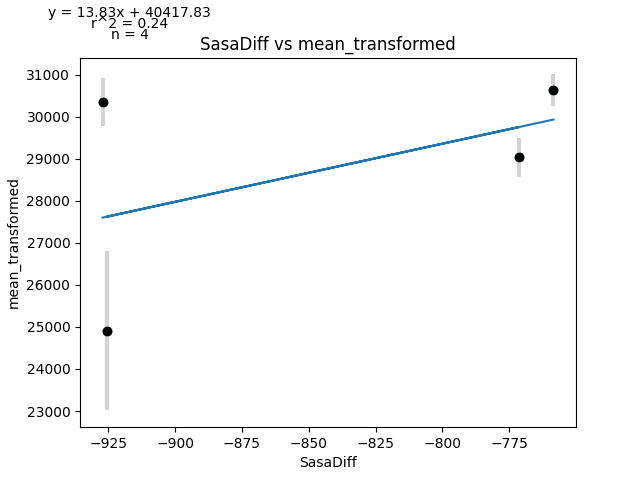 y = 13.83x + 40417.83
r^2 = 0.24
n = 4
SasaDiff vs mean_transformed
31000
30000
29000
28000
27000
26000
25000
24000
23000
mean_transformed
−925
−900
−875
−850
−825
−800
−775
SasaDiff